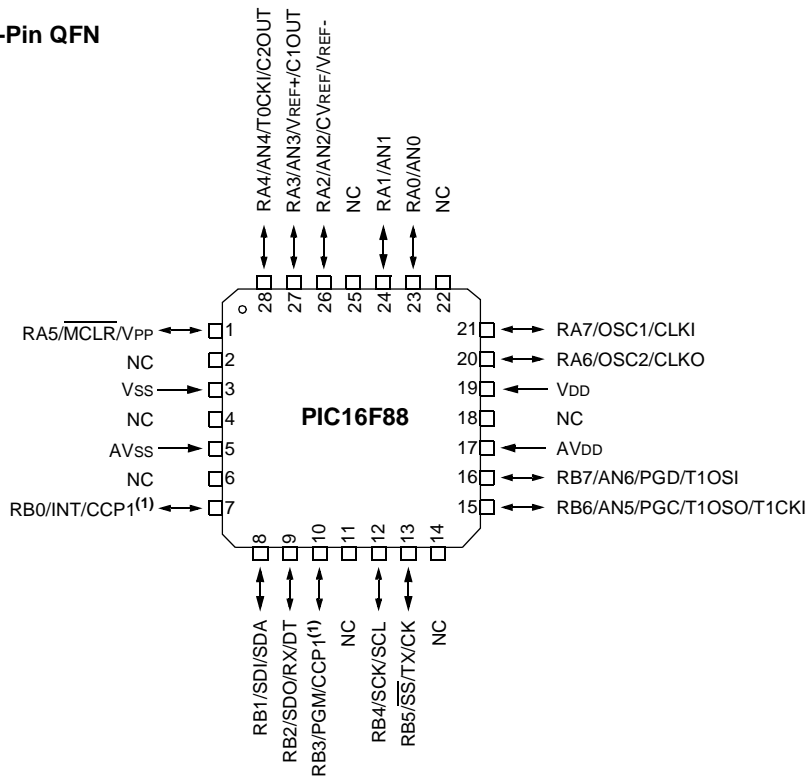 -Pin QFN
RA4/AN4/T0CKI/C2OUT
RA3/AN3/VREF+/C1OUT
RA2/AN2/CVREF/VREF-
NC
RA1/AN1
RA0/AN0
NC
28
27
26
25
24
23
22
RA5/MCLR/VPP
1
NC
2
VSS
3
NC
4
AVSS
5
NC
6
RB0/INT/CCP1(1)
7
PIC16F88
21
RA7/OSC1/CLKI
20
RA6/OSC2/CLKO
19
VDD
18
NC
17
AVDD
16
RB7/AN6/PGD/T1OSI
15
RB6/AN5/PGC/T1OSO/T1CKI
8
9
10
11
12
13
14
RB1/SDI/SDA
RB2/SDO/RX/DT
RB3/PGM/CCP1(1)
NC
RB4/SCK/SCL
RB5/SS/TX/CK
NC